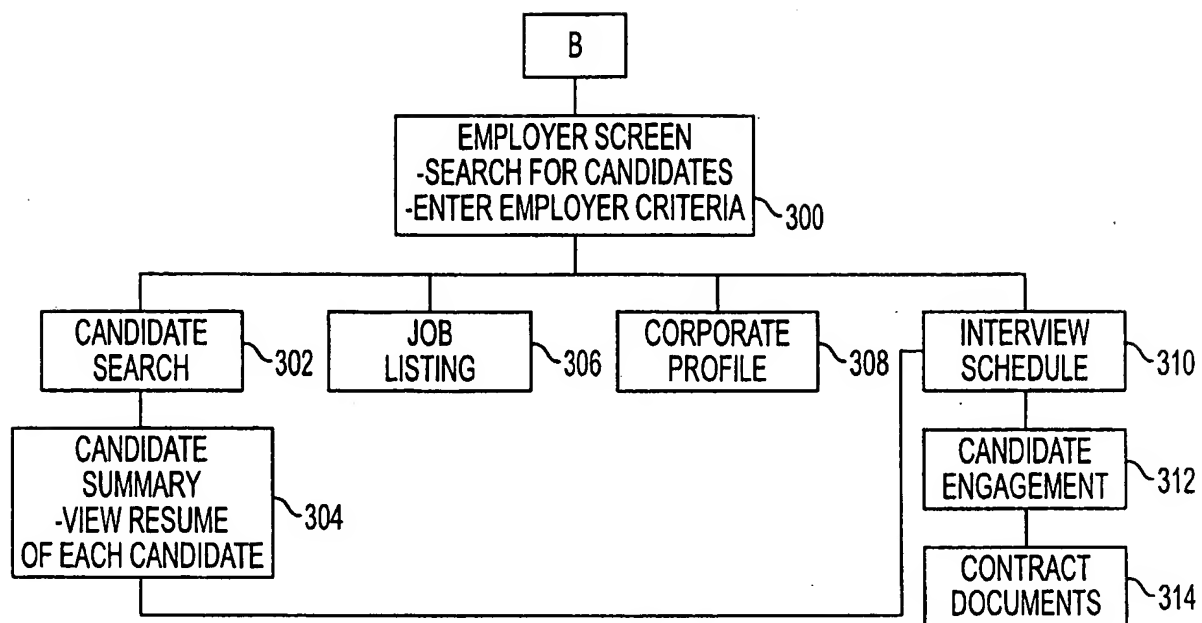 B
EMPLOYER SCREEN
-SEARCH FOR CANDIDATES
-ENTER EMPLOYER CRITERIA
300
CANDIDATE
SEARCH
302
JOB
LISTING
306
CORPORATE
PROFILE
308
INTERVIEW
SCHEDULE
310
CANDIDATE
SUMMARY
-VIEW RESUME
OF EACH CANDIDATE
304
CANDIDATE
ENGAGEMENT
312
CONTRACT
DOCUMENTS
314